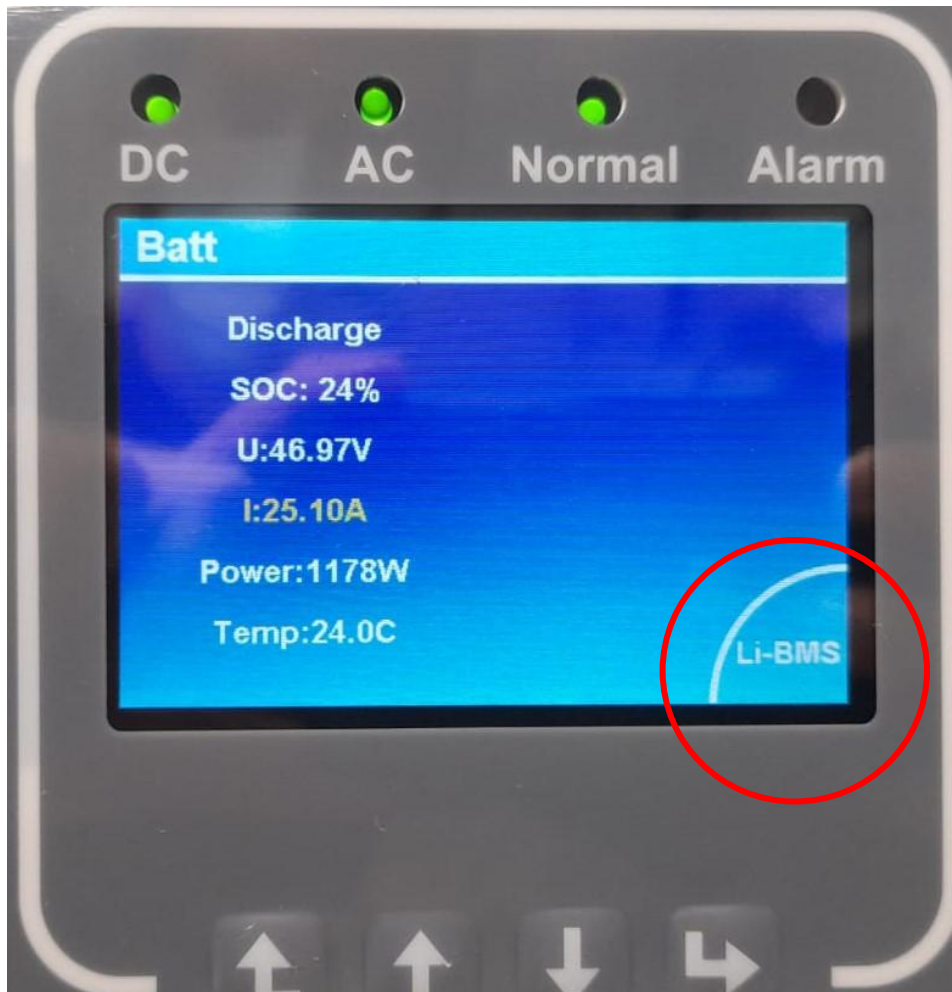 DC AC Normal Alarm
Batt
Discharge
SOC: 24%
U:46.97V
I:25.10A
Power:1178W
Temp:24.0C
Li-BMS